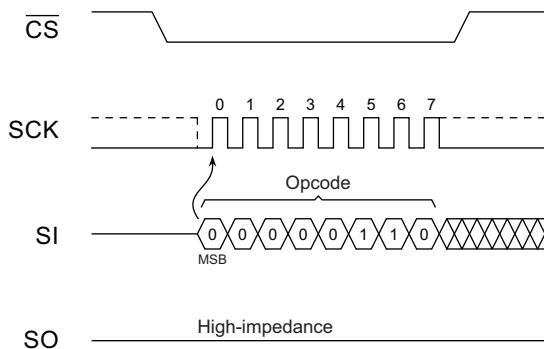 CS
0 1 2 3 4 5 6 7
SCK
Opcode
SI
0 0 0 0 0 1 1 0
MSB
High-impedance
SO